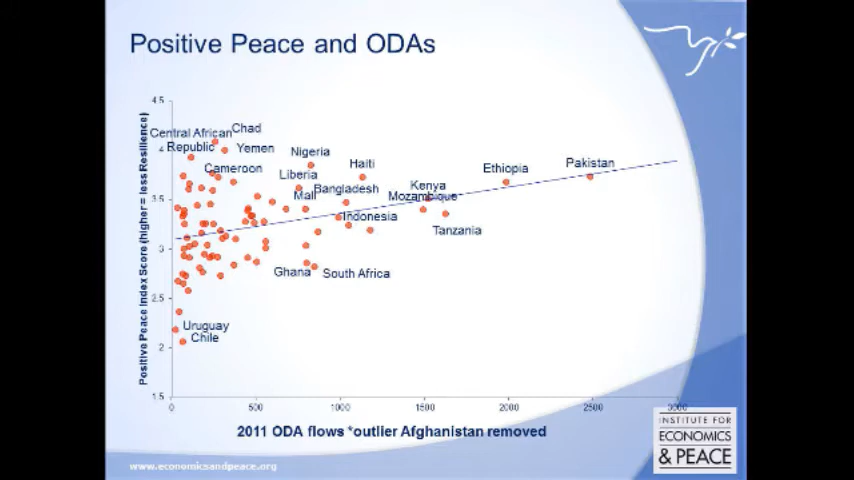 Positive Peace and ODAs
Positive Peace Index Score (higher = less Resilience)
4.5
4
3.5
3
2.5
2
1.5
Central African
Republic
Chad
Yemen
Cameroon
Nigeria
Liberia
Mali
Haiti
Bangladesh
Indonesia
Kenya
Mozambique
Tanzania
Ethiopia
Pakistan
Ghana
South Africa
Uruguay
Chile
0
500
1000
1500
2000
2500
3000
2011 ODA flows *outlier Afghanistan removed
INSTITUTE FOR
ECONOMICS
& PEACE
www.economicsandpeace.org